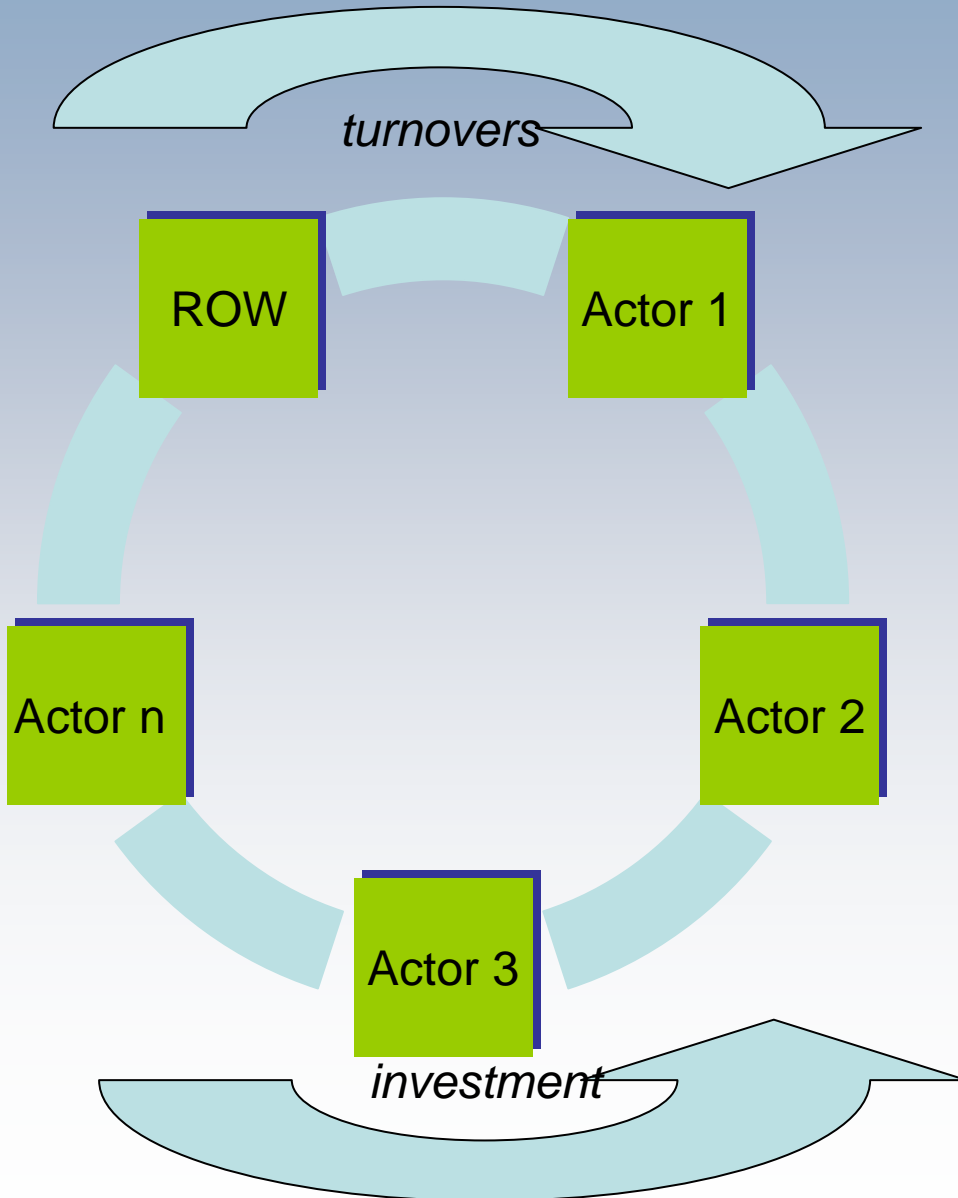 turnovers
ROW
Actor 1
Actor n
Actor 2
Actor 3
investment